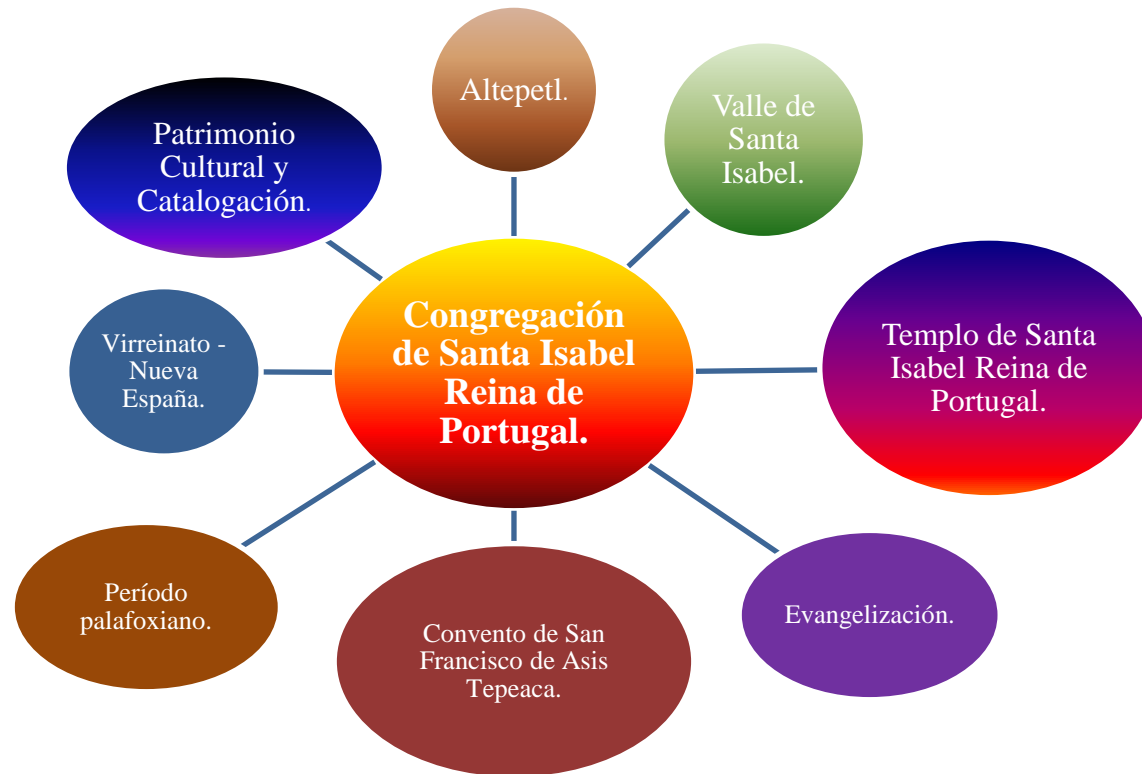 Altepetl.
Valle de
Santa
Isabel.
Patrimonio
Cultural y
Catalogación.
Congregación
de Santa Isabel
Reina de
Portugal.
Templo de Santa
Isabel Reina de
Portugal.
Virreinato -
Nueva
España.
Período
palafoxiano.
Convento de San
Francisco de Asis
Tepeaca.
Evangelización.